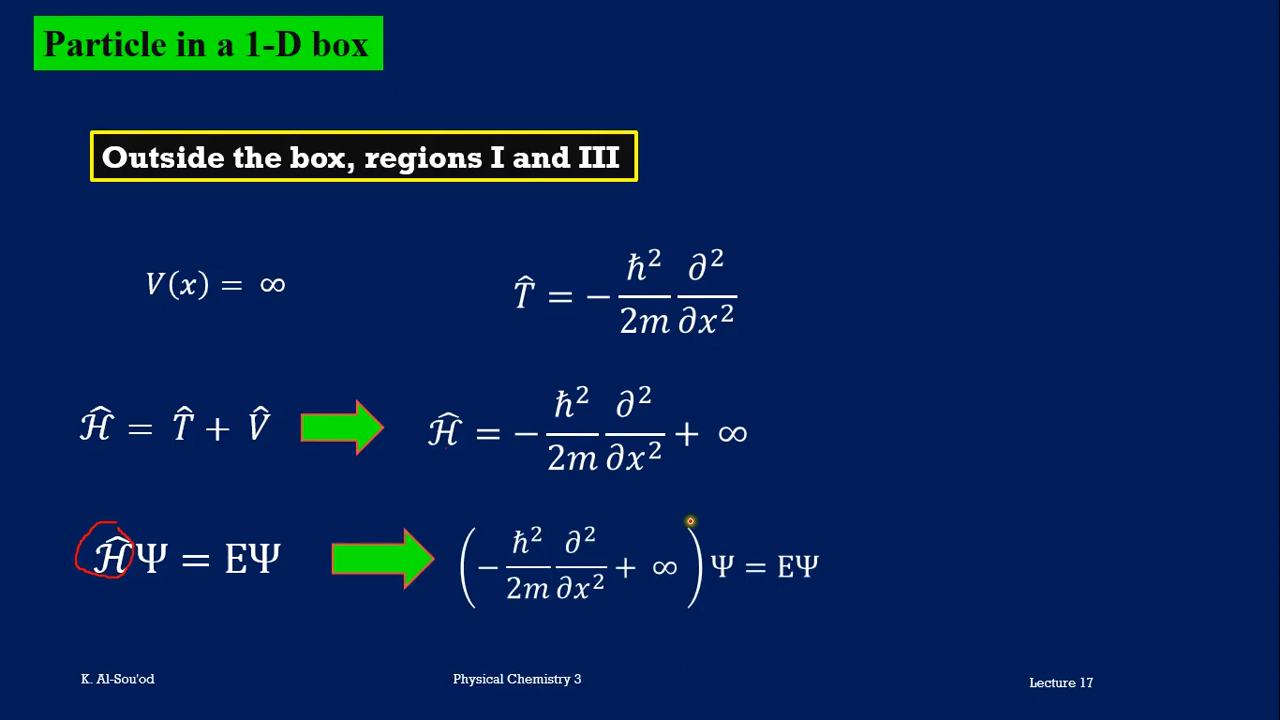 Particle in a 1-D box
Outside the box, regions I and III
V(x) = ∞
T̂ = − ħ²/2m ∂²/∂x²
ℋ̂ = T̂ + V̂
ℋ̂ = − ħ²/2m ∂²/∂x² + ∞
ℋ̂Ψ = EΨ
(− ħ²/2m ∂²/∂x² + ∞)Ψ = EΨ
K. Al-Sou'od
Physical Chemistry 3
Lecture 17